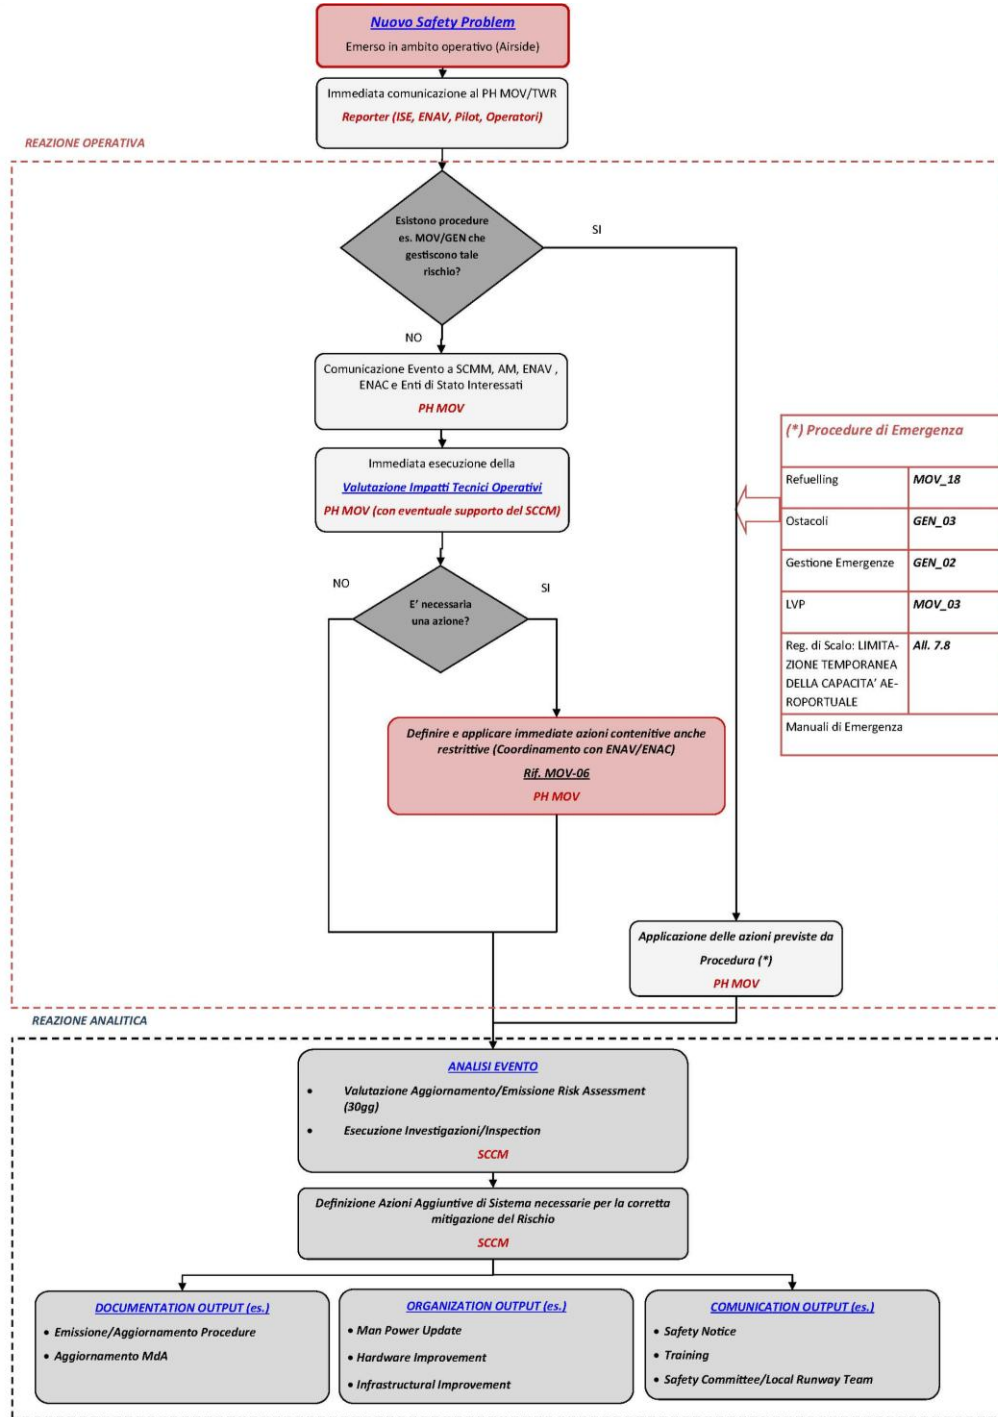 Nuovo Safety Problem
Emerso in ambito operativo (Airside)
Immediata comunicazione al PH MOV/TWR
Reporter (ISE, ENAV, Pilot, Operatori)
REAZIONE OPERATIVA
Esistono procedure
es. MOV/GEN che
gestiscono tale
rischio?
SI
NO
Comunicazione Evento a SCMM, AM, ENAV ,
ENAC e Enti di Stato Interessati
PH MOV
Immediata esecuzione della
Valutazione Impatti Tecnici Operativi
PH MOV (con eventuale supporto del SCCM)
NO
SI
E’ necessaria
una azione?
Definire e applicare immediate azioni contenitive anche
restrittive (Coordinamento con ENAV/ENAC)
Rif. MOV-06
PH MOV
(*) Procedure di Emergenza
Refuelling MOV_18
Ostacoli GEN_03
Gestione Emergenze GEN_02
LVP MOV_03
Reg. di Scalo: LIMITA- All. 7.8
ZIONE TEMPORANEA
DELLA CAPACITA’ AE-
ROPORTUALE
Manuali di Emergenza
Applicazione delle azioni previste da
Procedura (*)
PH MOV
REAZIONE ANALITICA
ANALISI EVENTO
• Valutazione Aggiornamento/Emissione Risk Assessment
(30gg)
• Esecuzione Investigazioni/Inspection
SCCM
Definizione Azioni Aggiuntive di Sistema necessarie per la corretta
mitigazione del Rischio
SCCM
DOCUMENTATION OUTPUT (es.)
• Emissione/Aggiornamento Procedure
• Aggiornamento MdA
ORGANIZATION OUTPUT (es.)
• Man Power Update
• Hardware Improvement
• Infrastructural Improvement
COMUNICATION OUTPUT (es.)
• Safety Notice
• Training
• Safety Committee/Local Runway Team